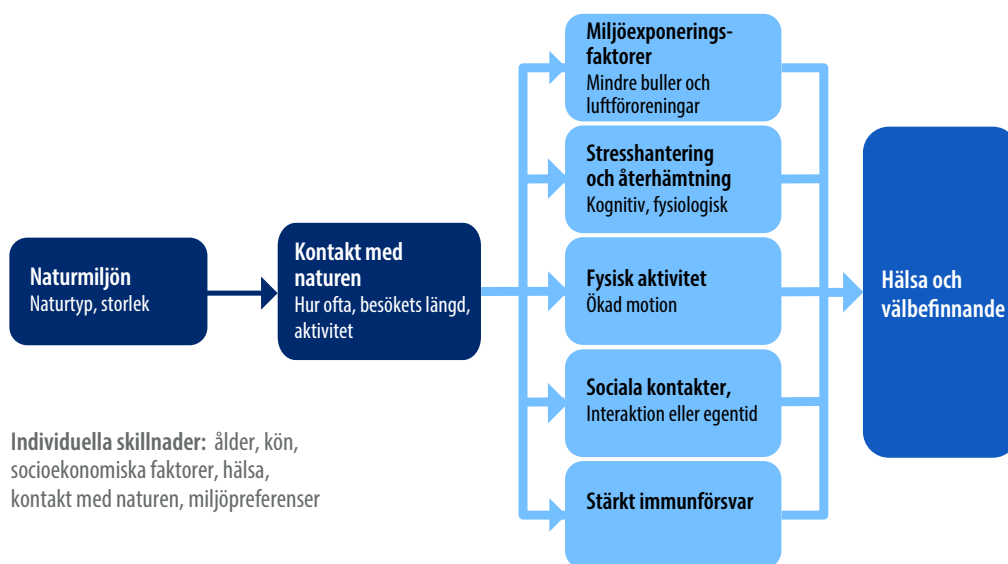 Naturmiljön
Naturtyp, storlek
Kontakt med
naturen
Hur ofta, besökets längd,
aktivitet
Miljöexponerings-
faktorer
Mindre buller och
luftföroreningar
Stresshantering
och återhämtning
Kognitiv, fysiologisk
Fysisk aktivitet
Ökad motion
Sociala kontakter,
Interaktion eller egentid
Stärkt immunförsvar
Hälsa och
välbefinnande
Individuella skillnader: ålder, kön,
socioekonomiska faktorer, hälsa,
kontakt med naturen, miljöpreferenser